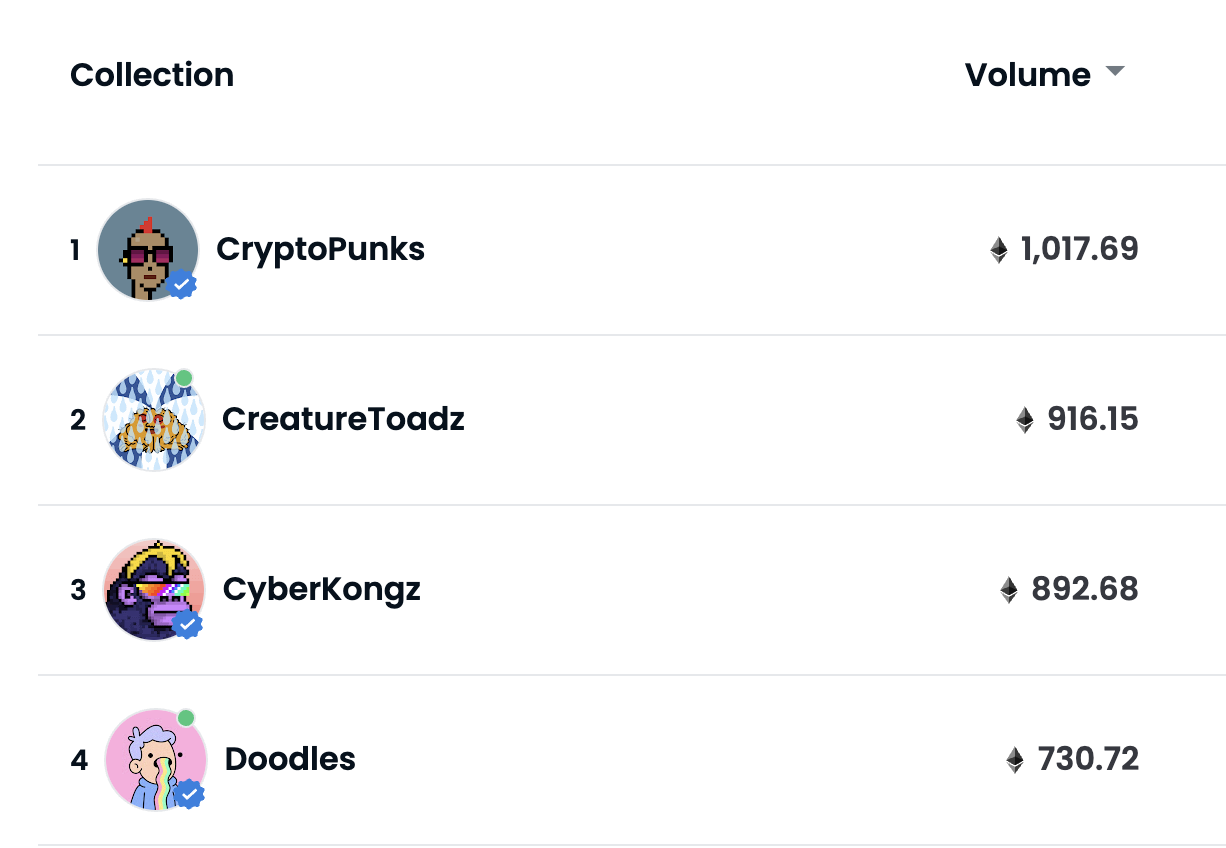 Collection Volume
1 CryptoPunks 1,017.69
2 CreatureToadz 916.15
3 CyberKongz 892.68
4 Doodles 730.72